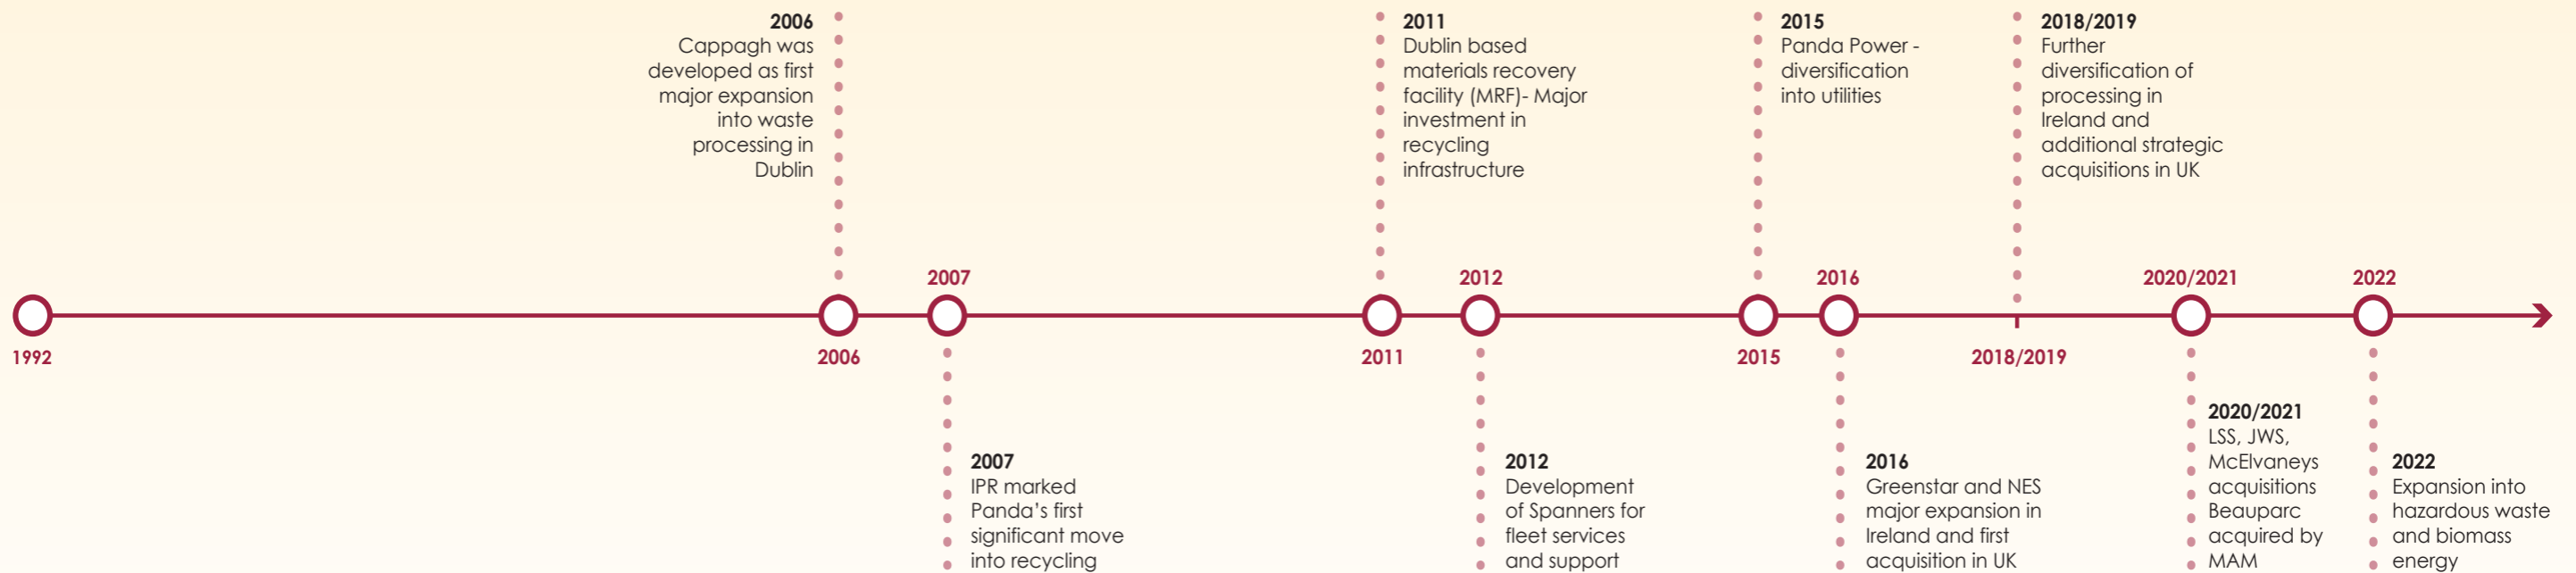 2006
Cappagh was
developed as first
major expansion
into waste
processing in
Dublin
2011
Dublin based
materials recovery
facility (MRF)- Major
investment in
recycling
infrastructure
2015
Panda Power -
diversification
into utilities
2018/2019
Further
diversification of
processing in
Ireland and
additional strategic
acquisitions in UK
2007
2012
2016
2020/2021
2022
1992
2006
2011
2015
2018/2019
2007
IPR marked
Panda's first
significant move
into recycling
2012
Development
of Spanners for
fleet services
and support
2016
Greenstar and NES
major expansion in
Ireland and first
acquisition in UK
2020/2021
LSS, JWS,
McElvaneys
acquisitions
Beauparc
acquired by
MAM
2022
Expansion into
hazardous waste
and biomass
energy